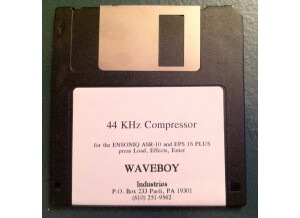 44 KHz Compressor
for the ENSONIQ ASR-10 and EPS 16 PLUS
press Load, Effects, Enter
WAVEBOY
Industries
P.O. Box 233 Paoli, PA 19301
(610) 251-9562